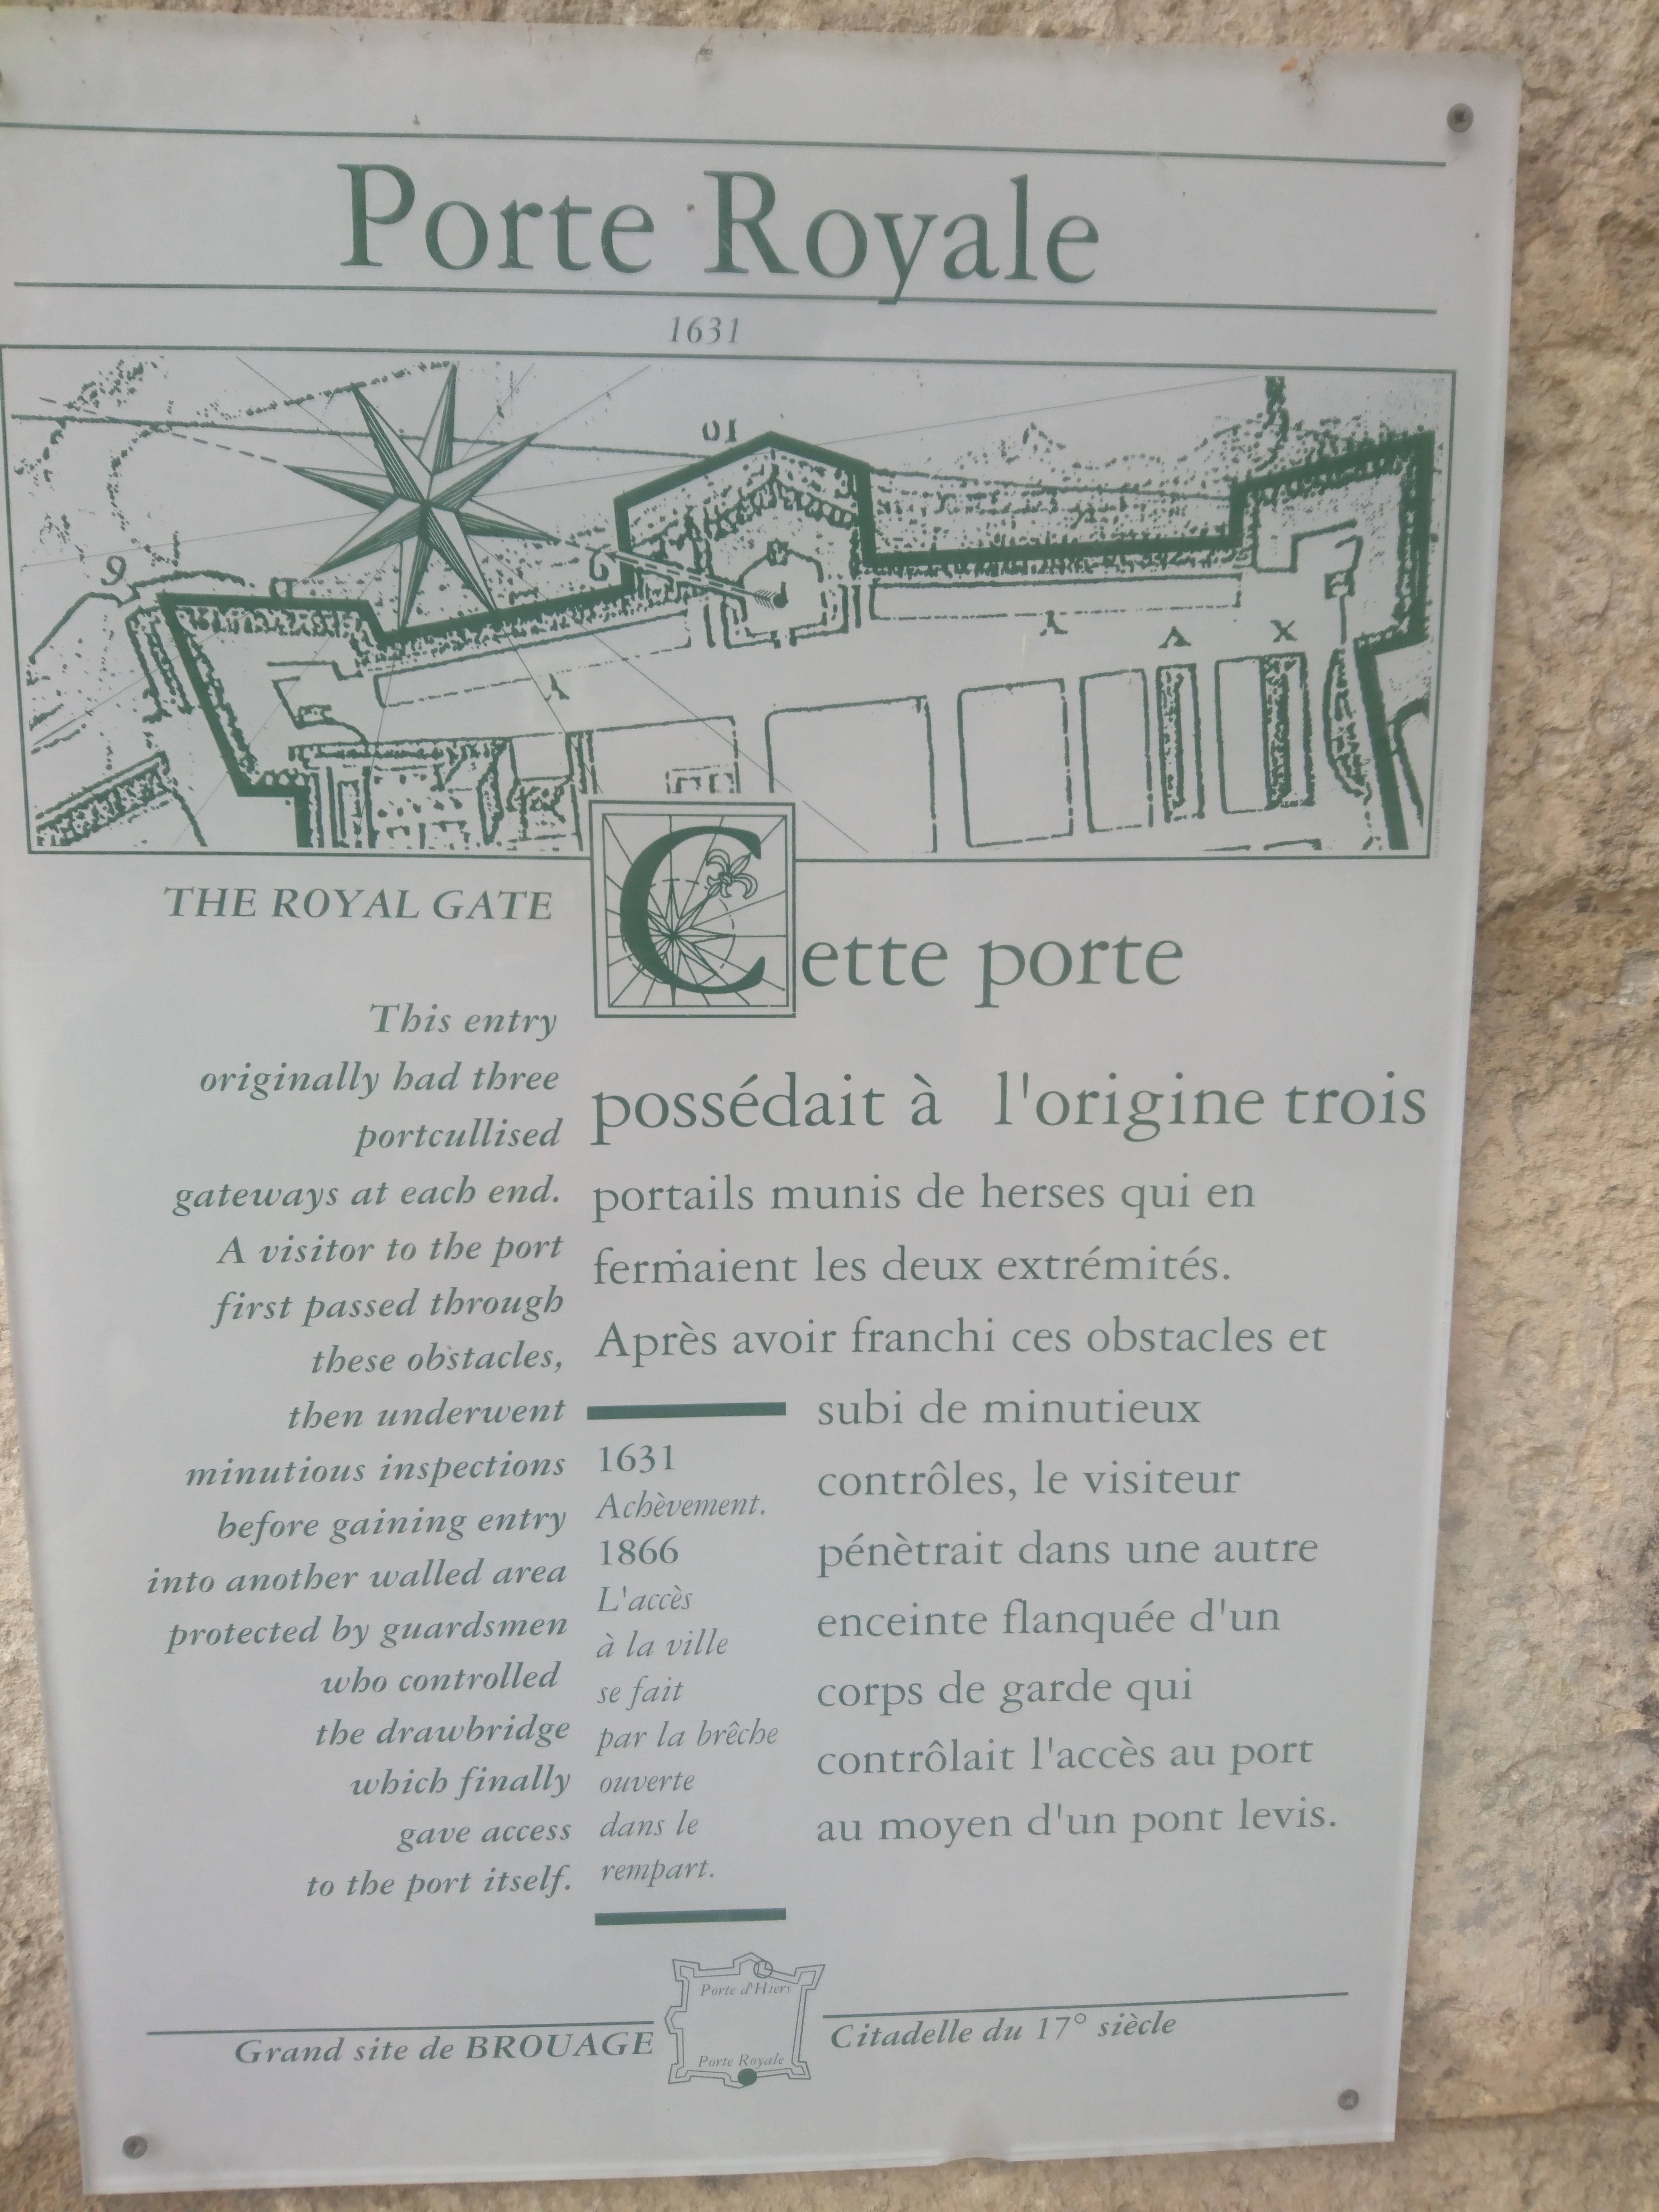 Porte Royale
1631
THE ROYAL GATE
This entry
originally had three
portcullised
gateways at each end.
A visitor to the port
first passed through
these obstacles,
then underwent
minutious inspections
before gaining entry
into another walled area
protected by guardsmen
who controlled
the drawbridge
which finally
gave access
to the port itself.
Cette porte
possédait à l'origine trois
portails munis de herses qui en
fermaient les deux extrémités.
Après avoir franchi ces obstacles et
subi de minutieux
contrôles, le visiteur
pénètrait dans une autre
enceinte flanquée d'un
corps de garde qui
contrôlait l'accès au port
au moyen d'un pont levis.
1631
Achèvement.
1866
L'accès
à la ville
se fait
par la brêche
ouverte
dans le
rempart.
Porte d'Hiers
Porte Royale
Grand site de BROUAGE
Citadelle du 17° siècle